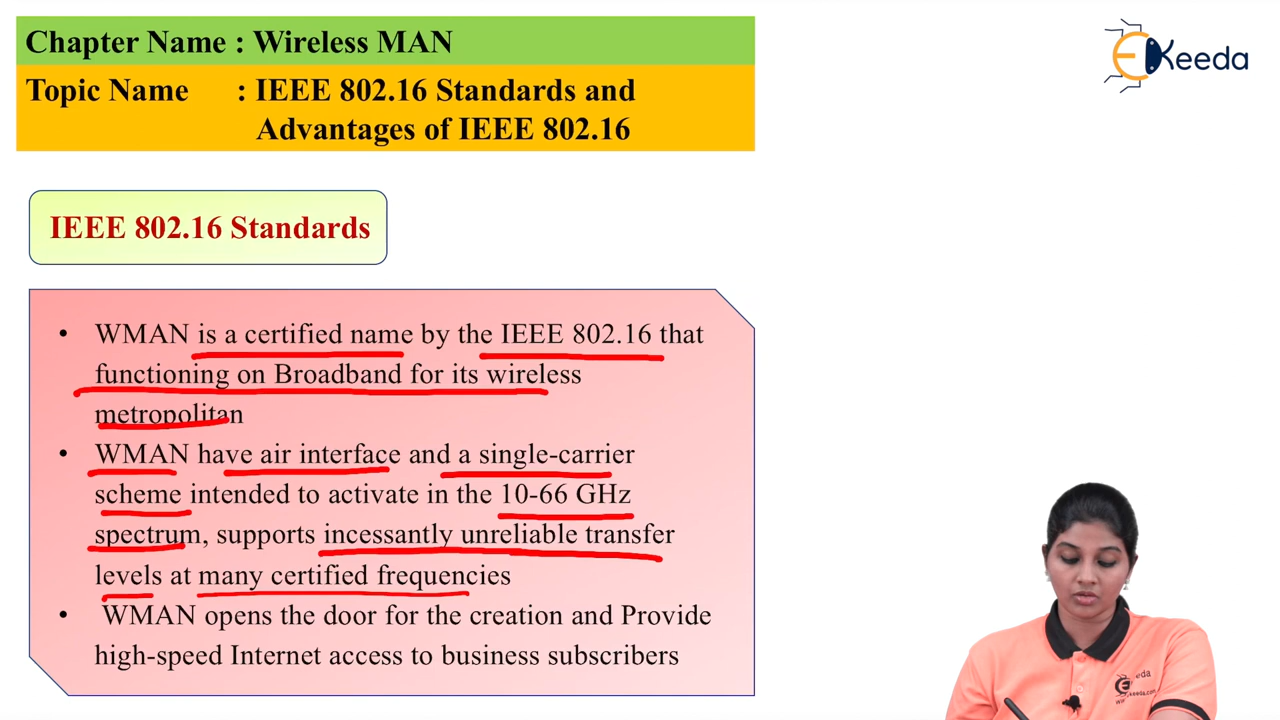 Chapter Name : Wireless MAN
Keeda
Topic Name : IEEE 802.16 Standards and
Advantages of IEEE 802.16
IEEE 802.16 Standards
• WMAN is a certified name by the IEEE 802.16 that
functioning on Broadband for its wireless
metropolitan
• WMAN have air interface and a single-carrier
scheme intended to activate in the 10-66 GHz
spectrum, supports incessantly unreliable transfer
levels at many certified frequencies
• WMAN opens the door for the creation and Provide
high-speed Internet access to business subscribers